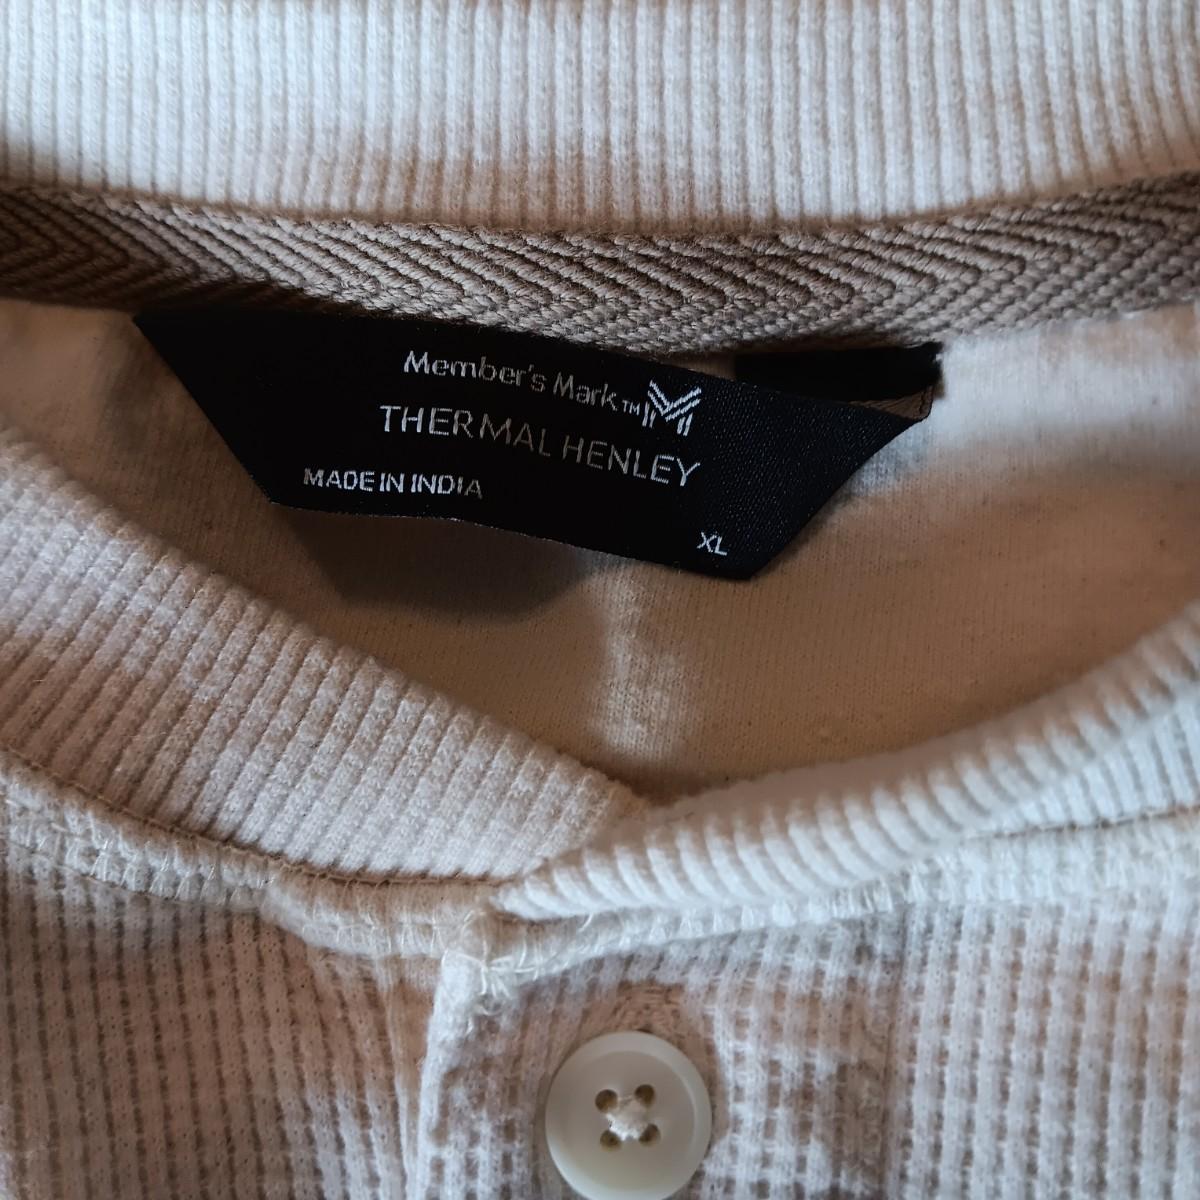 Member's Mark™
THERMAL HENLEY
MADE IN INDIA
XL